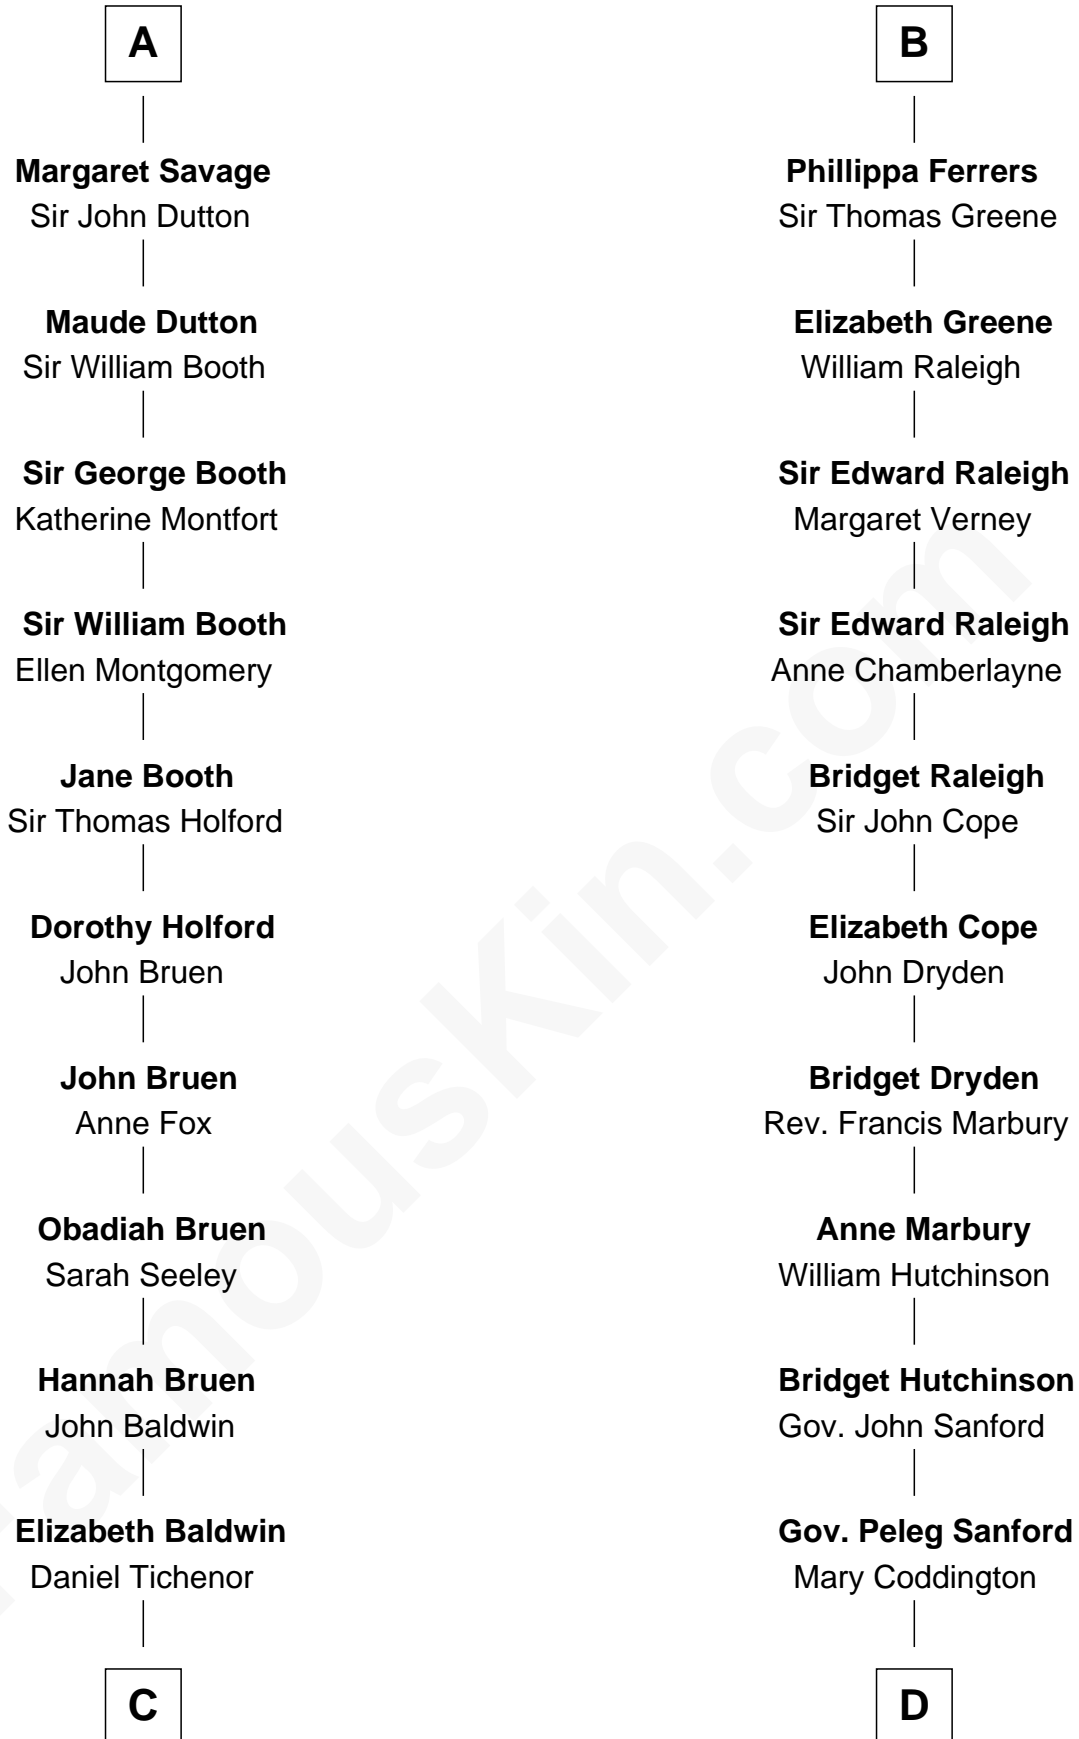 A
Margaret Savage
Sir John Dutton
Maude Dutton
Sir William Booth
Sir George Booth
Katherine Montfort
Sir William Booth
Ellen Montgomery
Jane Booth
Sir Thomas Holford
Dorothy Holford
John Bruen
John Bruen
Anne Fox
Obadiah Bruen
Sarah Seeley
Hannah Bruen
John Baldwin
Elizabeth Baldwin
Daniel Tichenor
C
B
Phillippa Ferrers
Sir Thomas Greene
Elizabeth Greene
William Raleigh
Sir Edward Raleigh
Margaret Verney
Sir Edward Raleigh
Anne Chamberlayne
Bridget Raleigh
Sir John Cope
Elizabeth Cope
John Dryden
Bridget Dryden
Rev. Francis Marbury
Anne Marbury
William Hutchinson
Bridget Hutchinson
Gov. John Sanford
Gov. Peleg Sanford
Mary Coddington
D
FamousKin.com